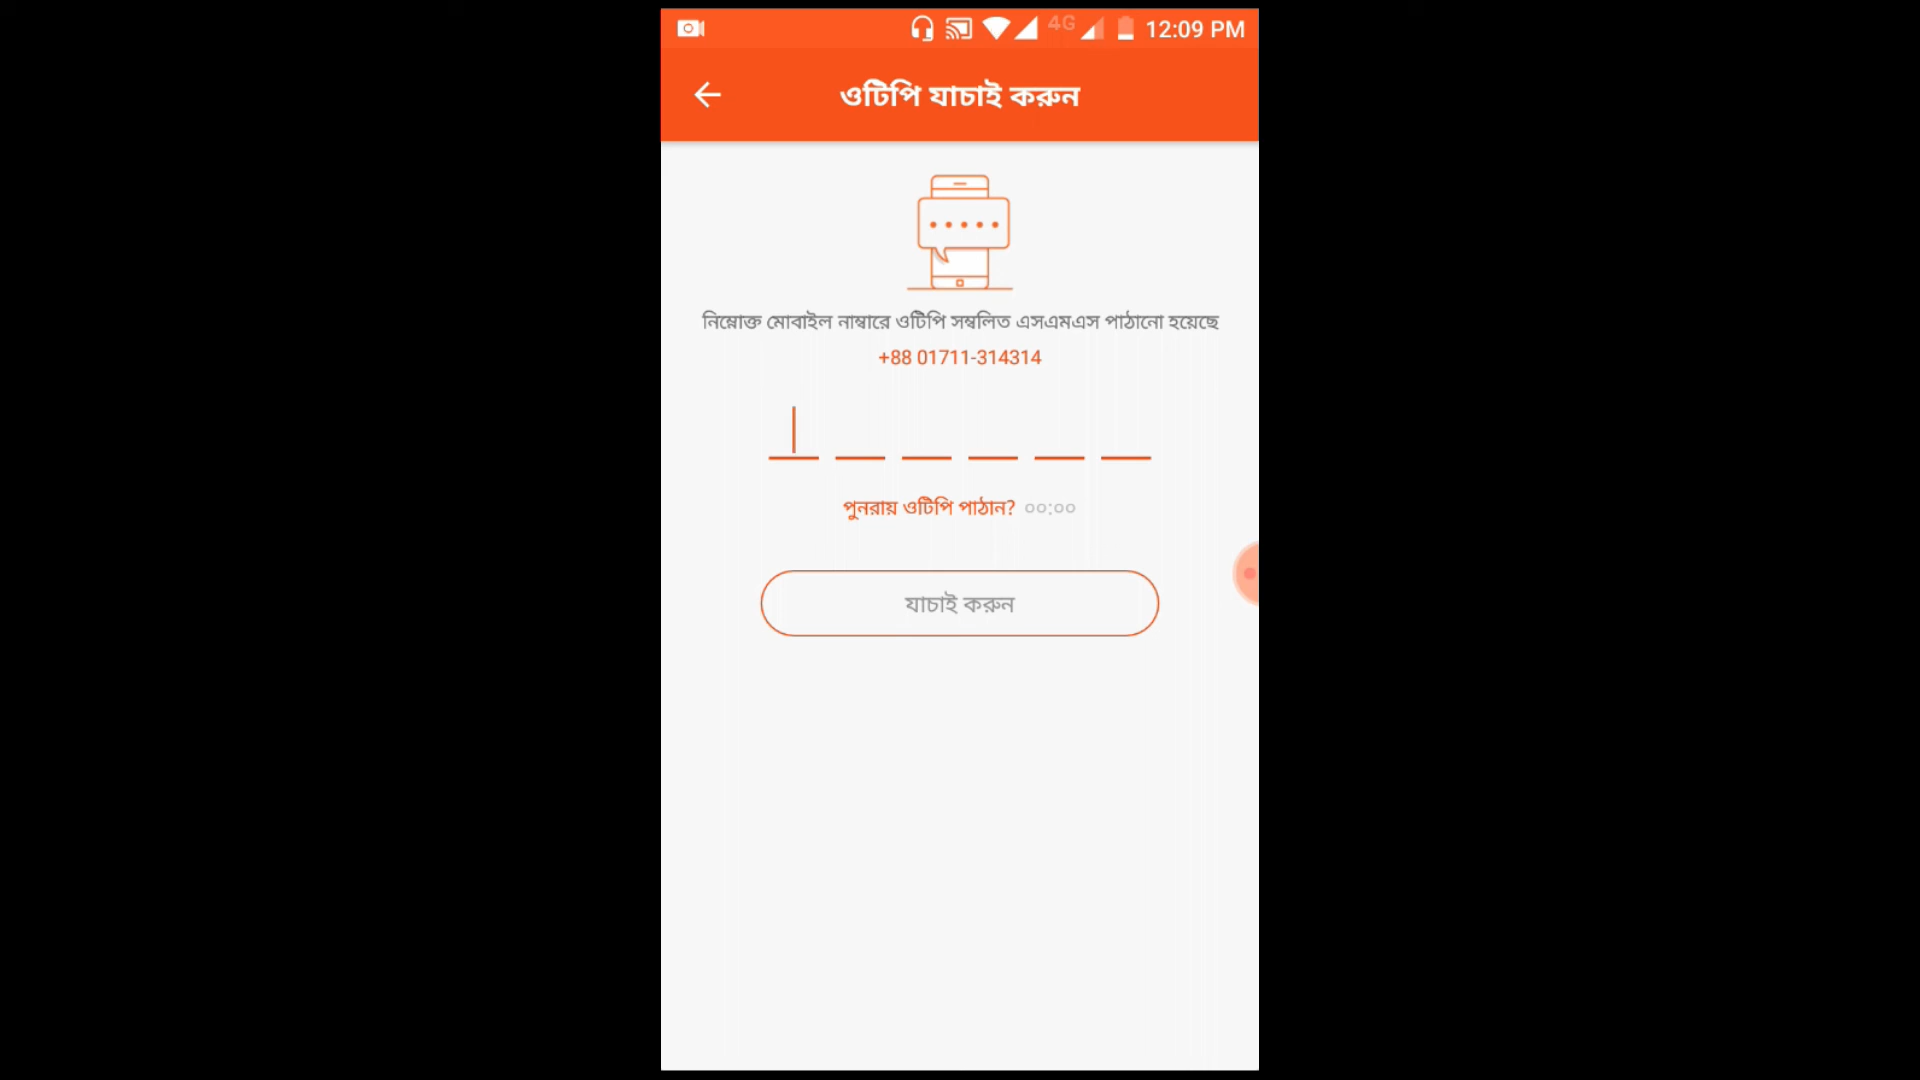 4G 12:09 PM
ওটিপি যাচাই করুন
নিম্নোক্ত মোবাইল নাম্বারে ওটিপি সম্বলিত এসএমএস পাঠানো হয়েছে
+88 01711-314314
পুনরায় ওটিপি পাঠান? ০০:০০
যাচাই করুন